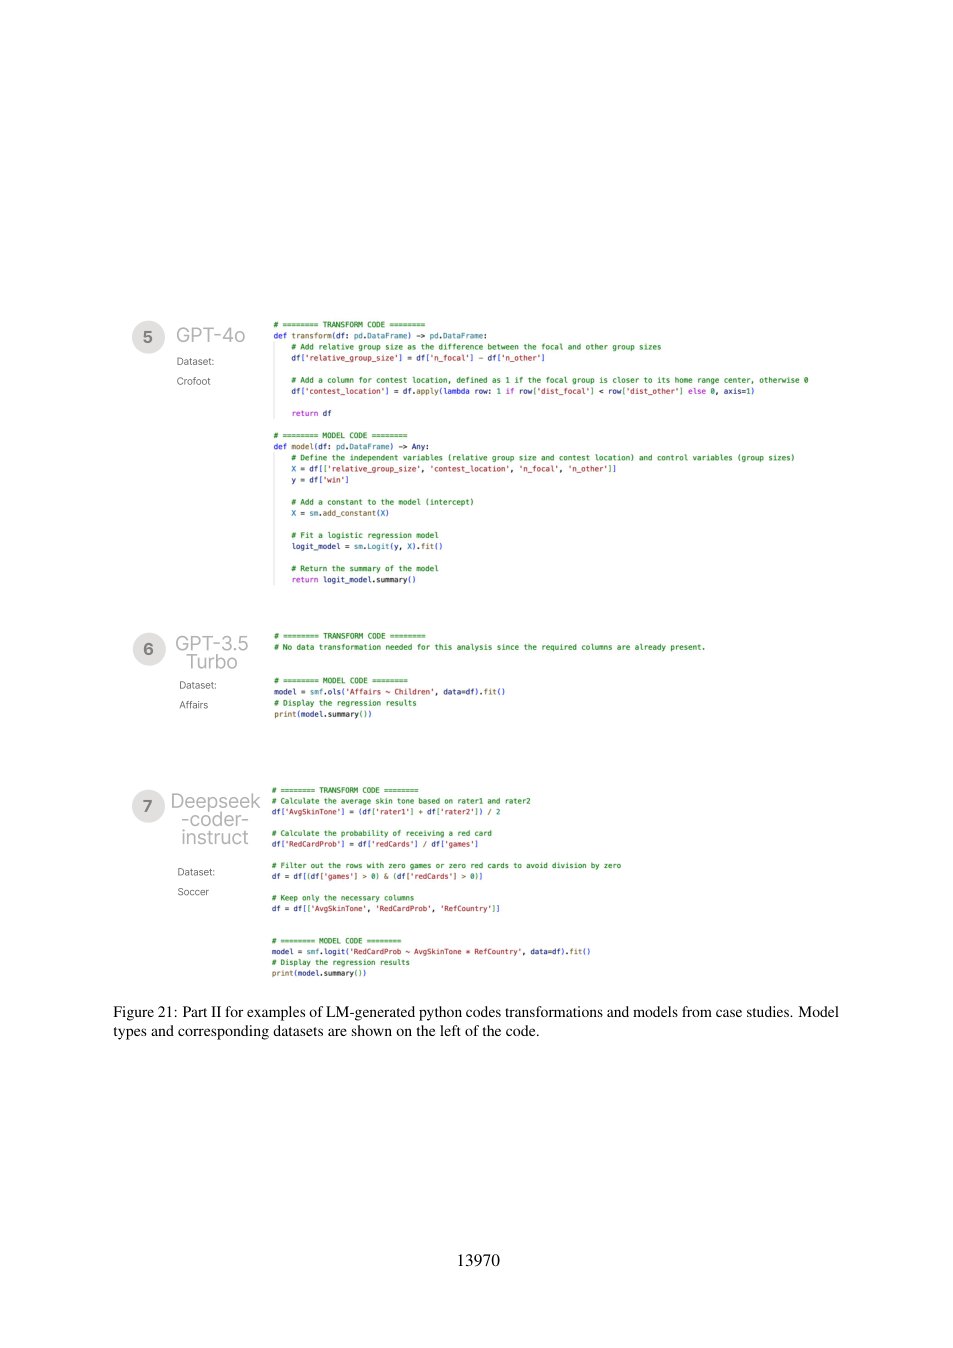 5
GPT-4o
Dataset:
Crofoot
# ======== TRANSFORM CODE ========
def transform(df: pd.DataFrame) -> pd.DataFrame:
# Add relative group size as the difference between the focal and other group sizes
df['relative_group_size'] = df['n_focal'] - df['n_other']
# Add a column for contest location, defined as 1 if the focal group is closer to its home range center, otherwise 0
df['contest_location'] = df.apply(lambda row: 1 if row['dist_focal'] < row['dist_other'] else 0, axis=1)
return df
# ======== MODEL CODE ========
def model(df: pd.DataFrame) -> Any:
# Define the independent variables (relative group size and contest location) and control variables (group sizes)
X = df[['relative_group_size', 'contest_location', 'n_focal', 'n_other']]
y = df['win']
# Add a constant to the model (intercept)
X = sm.add_constant(X)
# Fit a logistic regression model
logit_model = sm.Logit(y, X).fit()
# Return the summary of the model
return logit_model.summary()
6
GPT-3.5
Turbo
Dataset:
Affairs
# ======== TRANSFORM CODE ========
# No data transformation needed for this analysis since the required columns are already present.
# ======== MODEL CODE ========
model = smf.ols('Affairs ~ Children', data=df).fit()
# Display the regression results
print(model.summary())
7
Deepseek
-coder-
instruct
Dataset:
Soccer
# ======== TRANSFORM CODE ========
# Calculate the average skin tone based on rater1 and rater2
df['AvgSkinTone'] = (df['rater1'] + df['rater2']) / 2
# Calculate the probability of receiving a red card
df['RedCardProb'] = df['redCards'] / df['games']
# Filter out the rows with zero games or zero red cards to avoid division by zero
df = df[(df['games'] > 0) & (df['redCards'] > 0)]
# Keep only the necessary columns
df = df[['AvgSkinTone', 'RedCardProb', 'RefCountry']]
# ======== MODEL CODE ========
model = smf.logit('RedCardProb ~ AvgSkinTone * RefCountry', data=df).fit()
# Display the regression results
print(model.summary())
Figure 21: Part II for examples of LM-generated python codes transformations and models from case studies. Model
types and corresponding datasets are shown on the left of the code.
13970